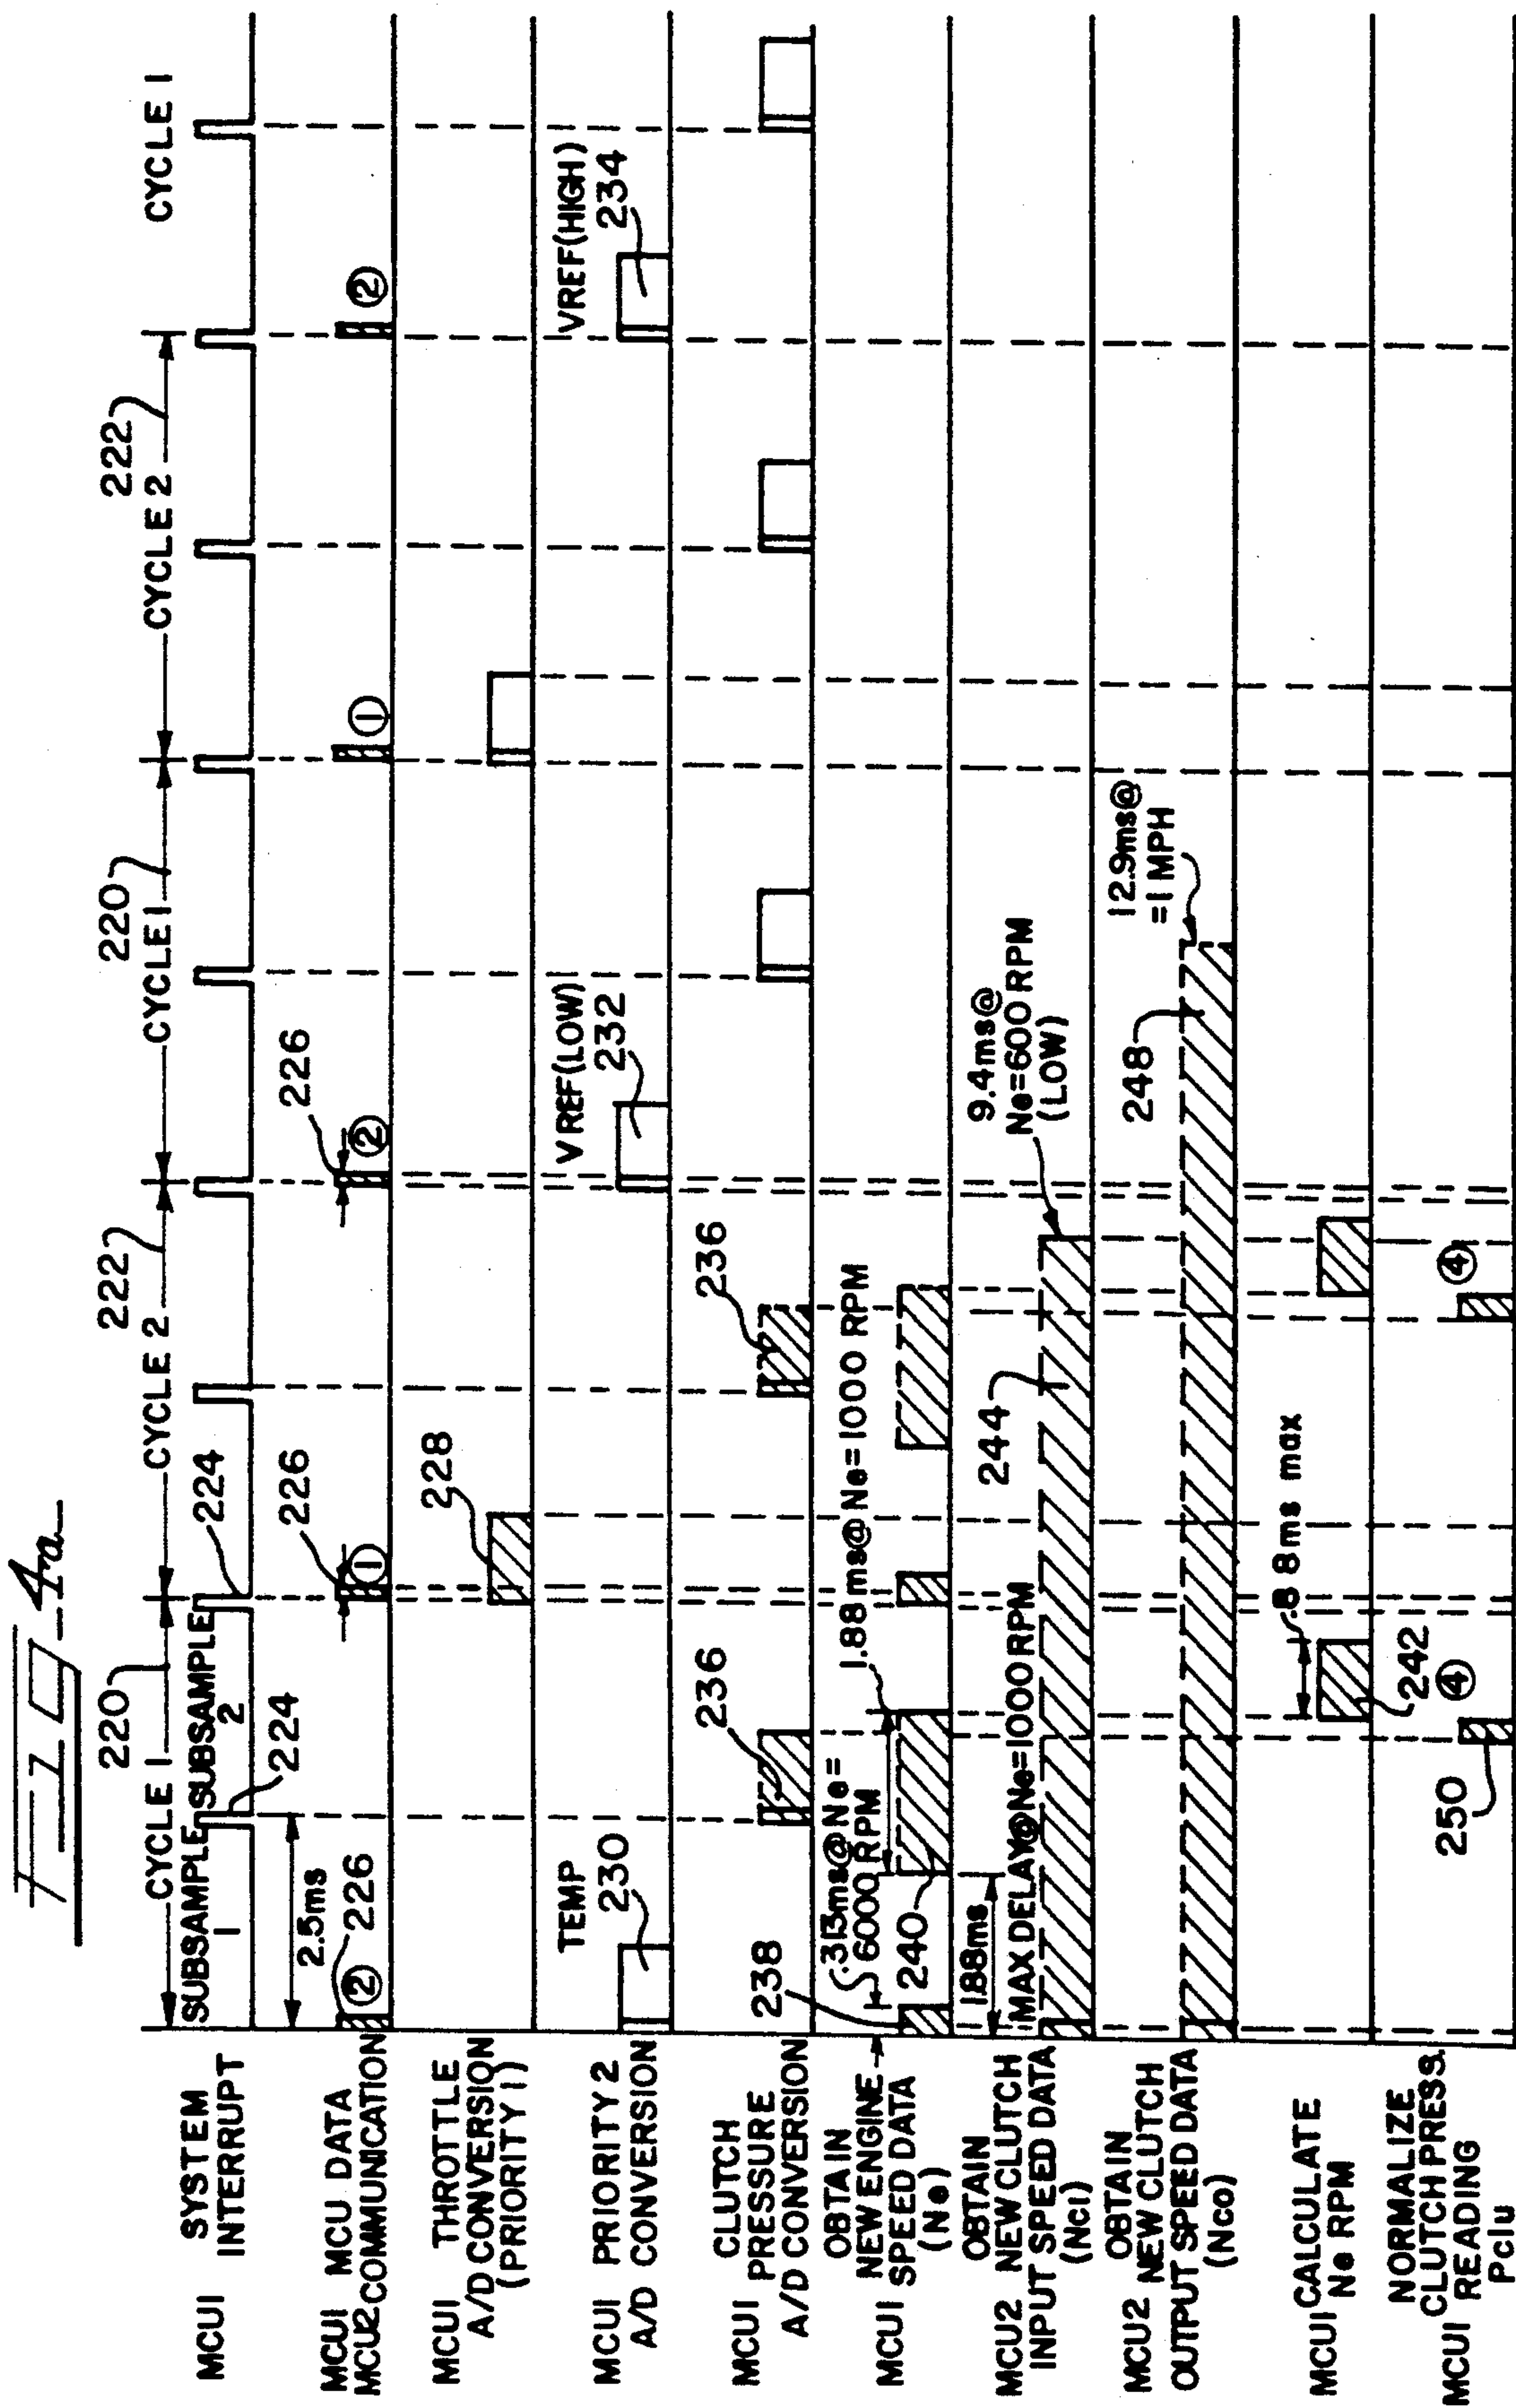 FIG. 4a
220
222
220
222
CYCLE 1
CYCLE 2
CYCLE 1
CYCLE 2
CYCLE 1
SUBSAMPLE
1
SUBSAMPLE
2
224
224
MCU1
SYSTEM
INTERRUPT
2.5ms
MCU1
MCU2
MCU DATA
COMMUNICATION
② 226
226
①
226
②
①
②
MCU1
THROTTLE
A/D CONVERSION
(PRIORITY 1)
228
MCU1
PRIORITY 2
A/D CONVERSION
TEMP
230
VREF(LOW)
232
VREF(HIGH)
234
MCU1
CLUTCH
PRESSURE
A/D CONVERSION
236
236
MCU1
OBTAIN
NEW ENGINE
SPEED DATA
(Ne)
238
.313ms@Ne=
6000 RPM
240
1.88ms@Ne=1000 RPM
MCU2
OBTAIN
NEW CLUTCH
INPUT SPEED DATA
(Nci)
1.88ms
MAX DELAY@Ne=1000RPM
244
9.4ms@
Ne=600 RPM
(LOW)
MCU2
OBTAIN
NEW CLUTCH
OUTPUT SPEED DATA
(Nco)
248
12.9ms@
=1 MPH
MCU1
CALCULATE
Ne RPM
.88ms max
242
MCU1
NORMALIZE
CLUTCH PRESS.
READING
Pclu
250
④
④